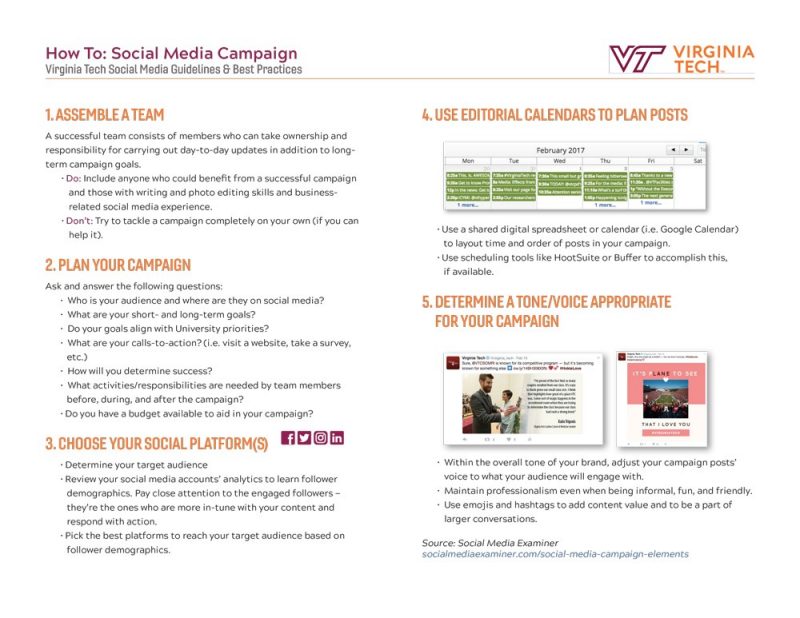 How To: Social Media Campaign
Virginia Tech Social Media Guidelines & Best Practices
VT VIRGINIA
TECH™
1. ASSEMBLE A TEAM
A successful team consists of members who can take ownership and
responsibility for carrying out day-to-day updates in addition to long-
term campaign goals.
· Do: Include anyone who could benefit from a successful campaign
and those with writing and photo editing skills and business-
related social media experience.
· Don't: Try to tackle a campaign completely on your own (if you can
help it).
2. PLAN YOUR CAMPAIGN
Ask and answer the following questions:
· Who is your audience and where are they on social media?
· What are your short- and long-term goals?
· Do your goals align with University priorities?
· What are your calls-to-action? (i.e. visit a website, take a survey,
etc.)
· How will you determine success?
· What activities/responsibilities are needed by team members
before, during, and after the campaign?
· Do you have a budget available to aid in your campaign?
3. CHOOSE YOUR SOCIAL PLATFORM(S)
· Determine your target audience
· Review your social media accounts' analytics to learn follower
demographics. Pay close attention to the engaged followers –
they're the ones who are more in-tune with your content and
respond with action.
· Pick the best platforms to reach your target audience based on
follower demographics.
4. USE EDITORIAL CALENDARS TO PLAN POSTS
February 2017
Mon Tue Wed Thu Fri Sat
1 more... 1 more... 1 more...
· Use a shared digital spreadsheet or calendar (i.e. Google Calendar)
to layout time and order of posts in your campaign.
· Use scheduling tools like HootSuite or Buffer to accomplish this,
if available.
5. DETERMINE A TONE/VOICE APPROPRIATE
FOR YOUR CAMPAIGN
Virginia Tech
IT'S PLANE TO SEE
THAT I LOVE YOU
· Within the overall tone of your brand, adjust your campaign posts'
voice to what your audience will engage with.
· Maintain professionalism even when being informal, fun, and friendly.
· Use emojis and hashtags to add content value and to be a part of
larger conversations.
Source: Social Media Examiner
socialmediaexaminer.com/social-media-campaign-elements